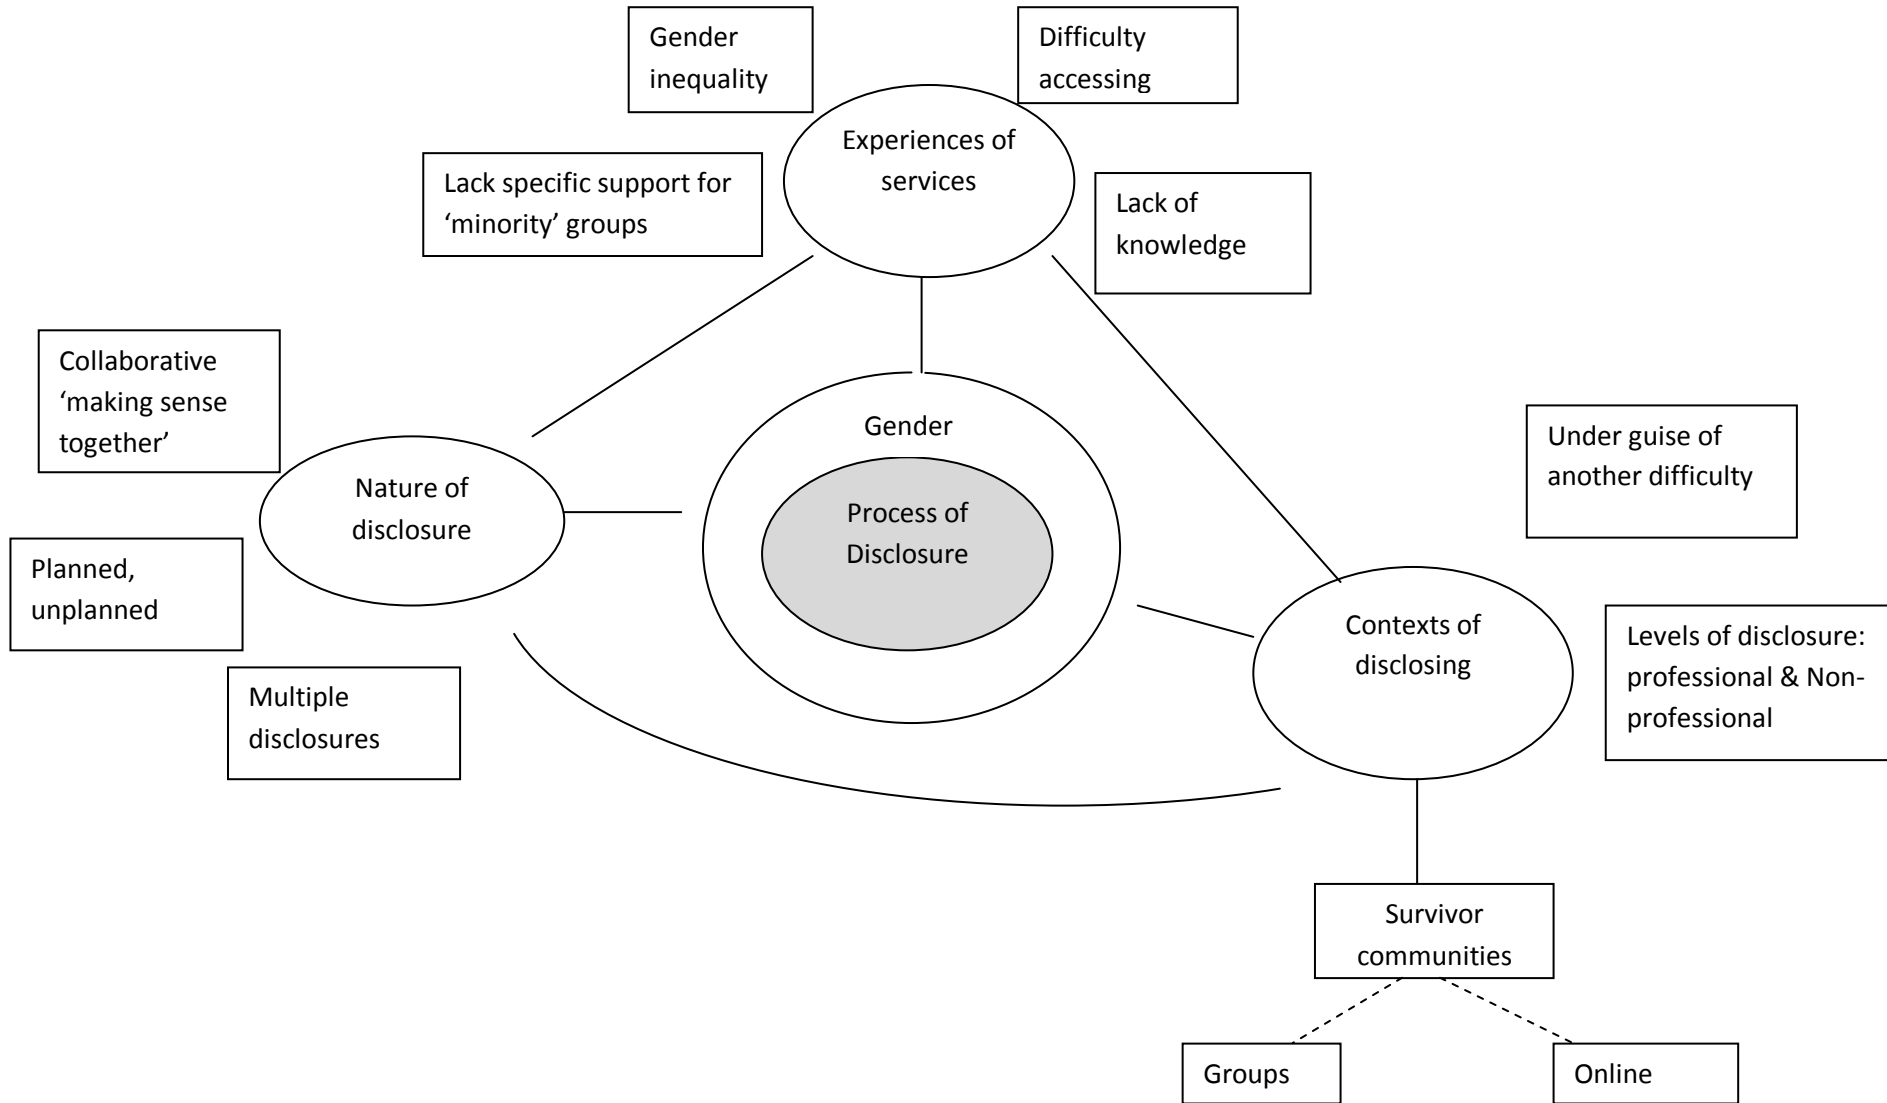 Gender
inequality
Difficulty
accessing
Experiences of
services
Lack specific support for
‘minority’ groups
Lack of
knowledge
Collaborative
‘making sense
together’
Gender
Under guise of
another difficulty
Nature of
disclosure
Process of
Disclosure
Planned,
unplanned
Contexts of
disclosing
Levels of disclosure:
professional & Non-
professional
Multiple
disclosures
Survivor
communities
Groups
Online